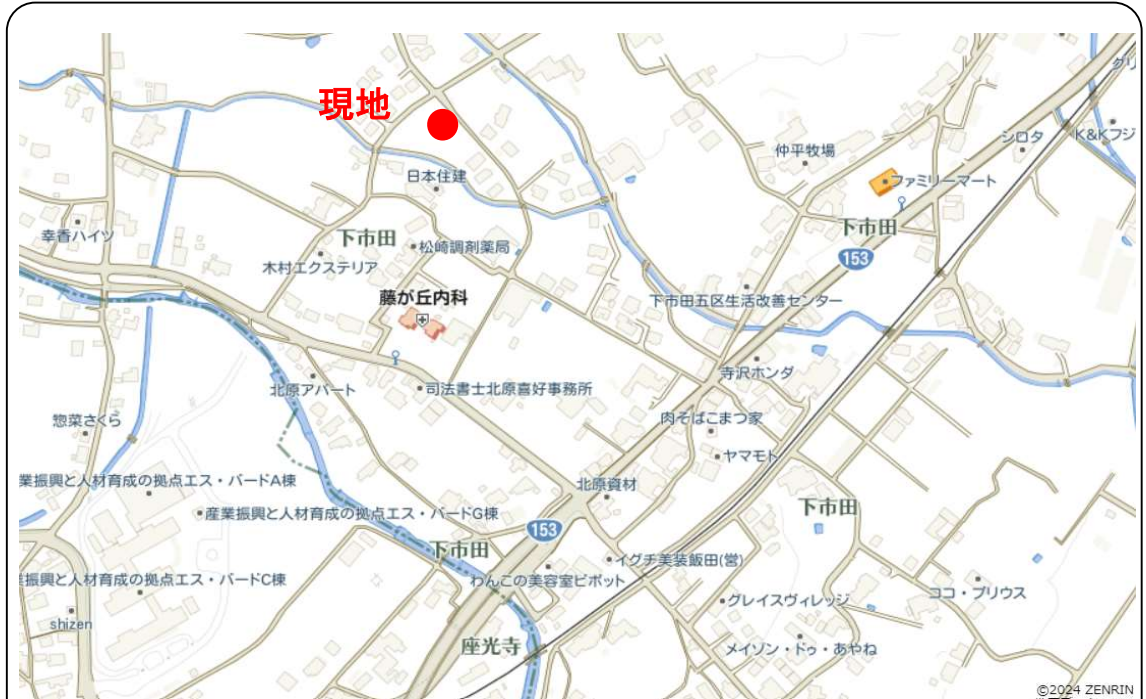 現地
クリ
シロタ
K&Kフジ
仲平牧場
日本住建
ファミリーマート
下市田
幸香ハイツ
下市田
松崎調剤薬局
153
木村エクステリア
藤が丘内科
下市田五区生活改善センター
寺沢ホンダ
北原アパート
司法書士北原喜好事務所
惣菜さくら
肉そばこまつ家
ヤマモト
業振興と人材育成の拠点エス・バードA棟
北原資材
下市田
産業振興と人材育成の拠点エス・バードG棟
153
下市田
イグチ美装飯田(営)
振興と人材育成の拠点エス・バードC棟
わんこの美容室ピボット
ココ・プリウス
グレイスヴィレッジ
shizen
座光寺
メイゾン・ドゥ・あやね
©2024 ZENRIN